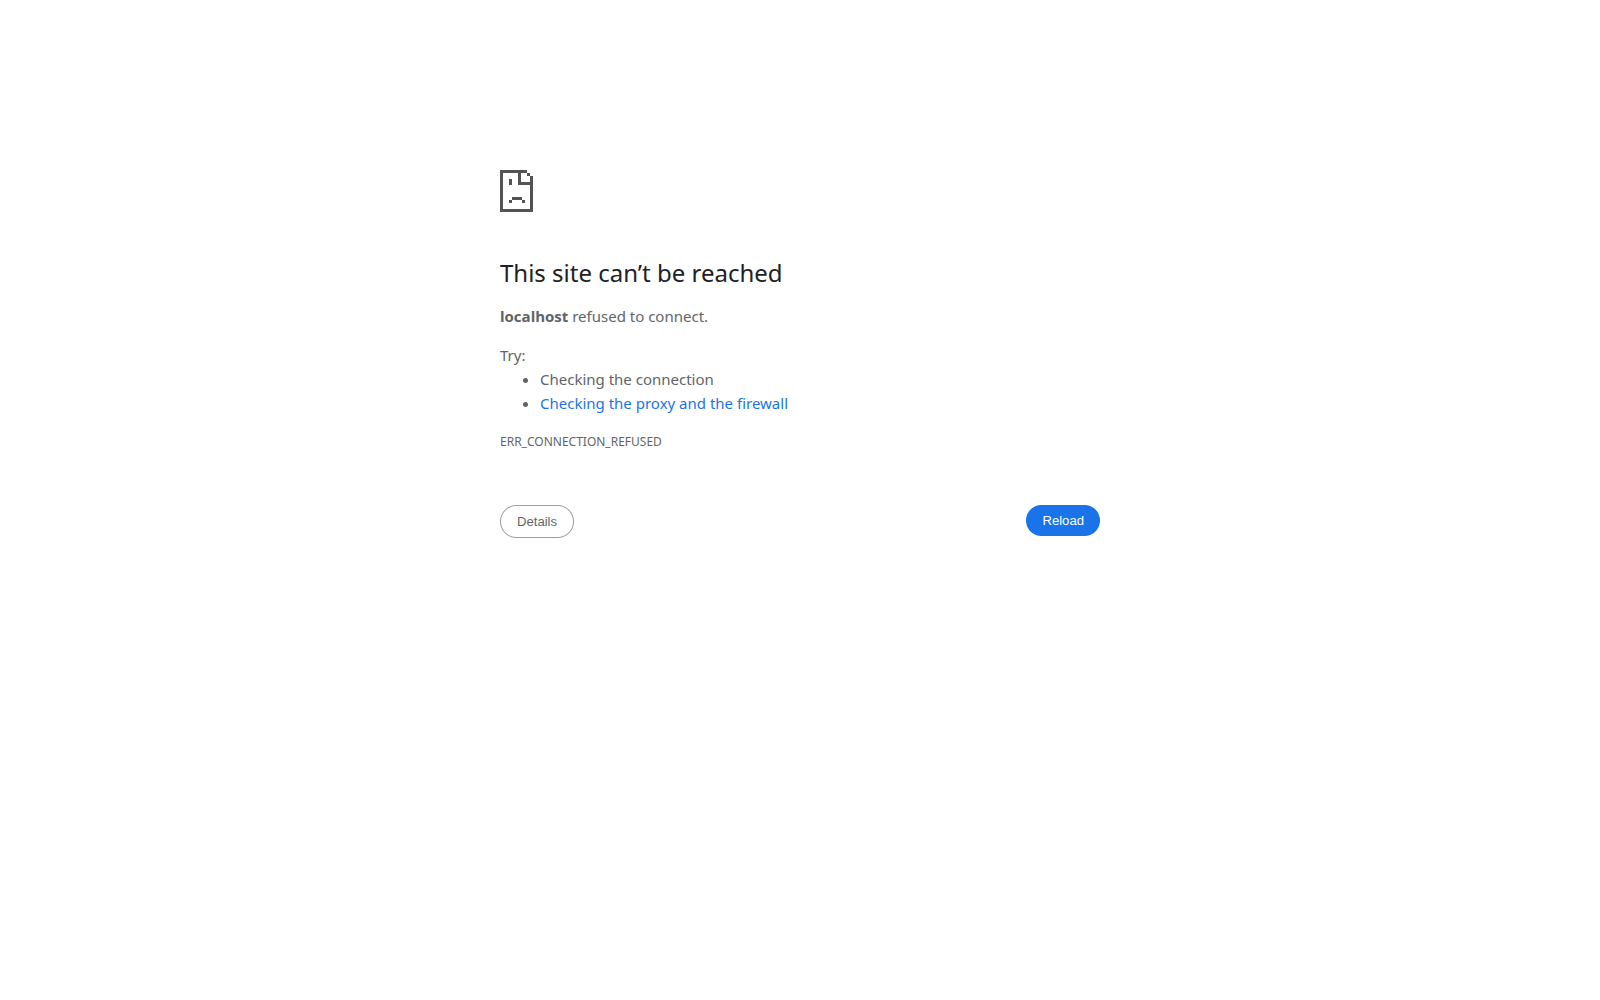 This site can’t be reached
localhost refused to connect.
Try:
Checking the connection
Checking the proxy and the firewall
ERR_CONNECTION_REFUSED
Details
Reload